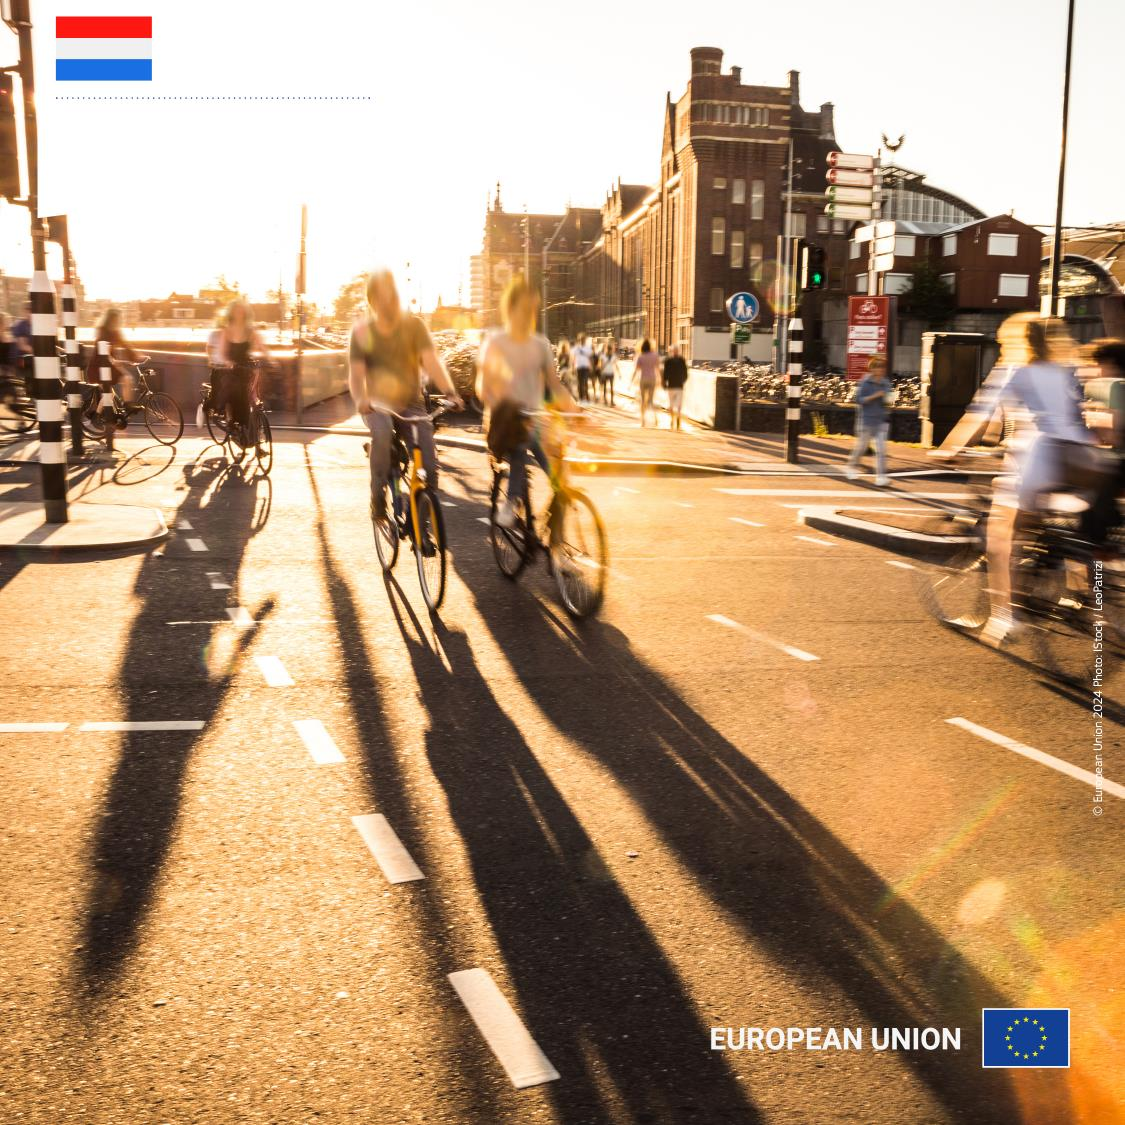 EUROPEAN UNION
© European Union 2024 Photo: IStock / LeoPatrizi